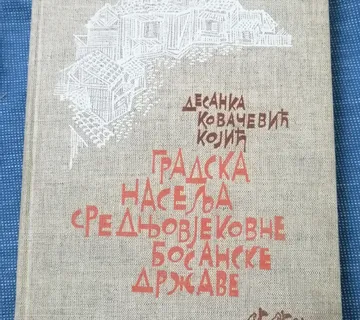 ДЕСАНКА
КОВАЧЕВИЋ
КОЈИЋ
ГРАДСКА
НАСЕЉА
СРЕДЊОВЈЕКОВНЕ
БОСАНСКЕ
ДРЖАВЕ